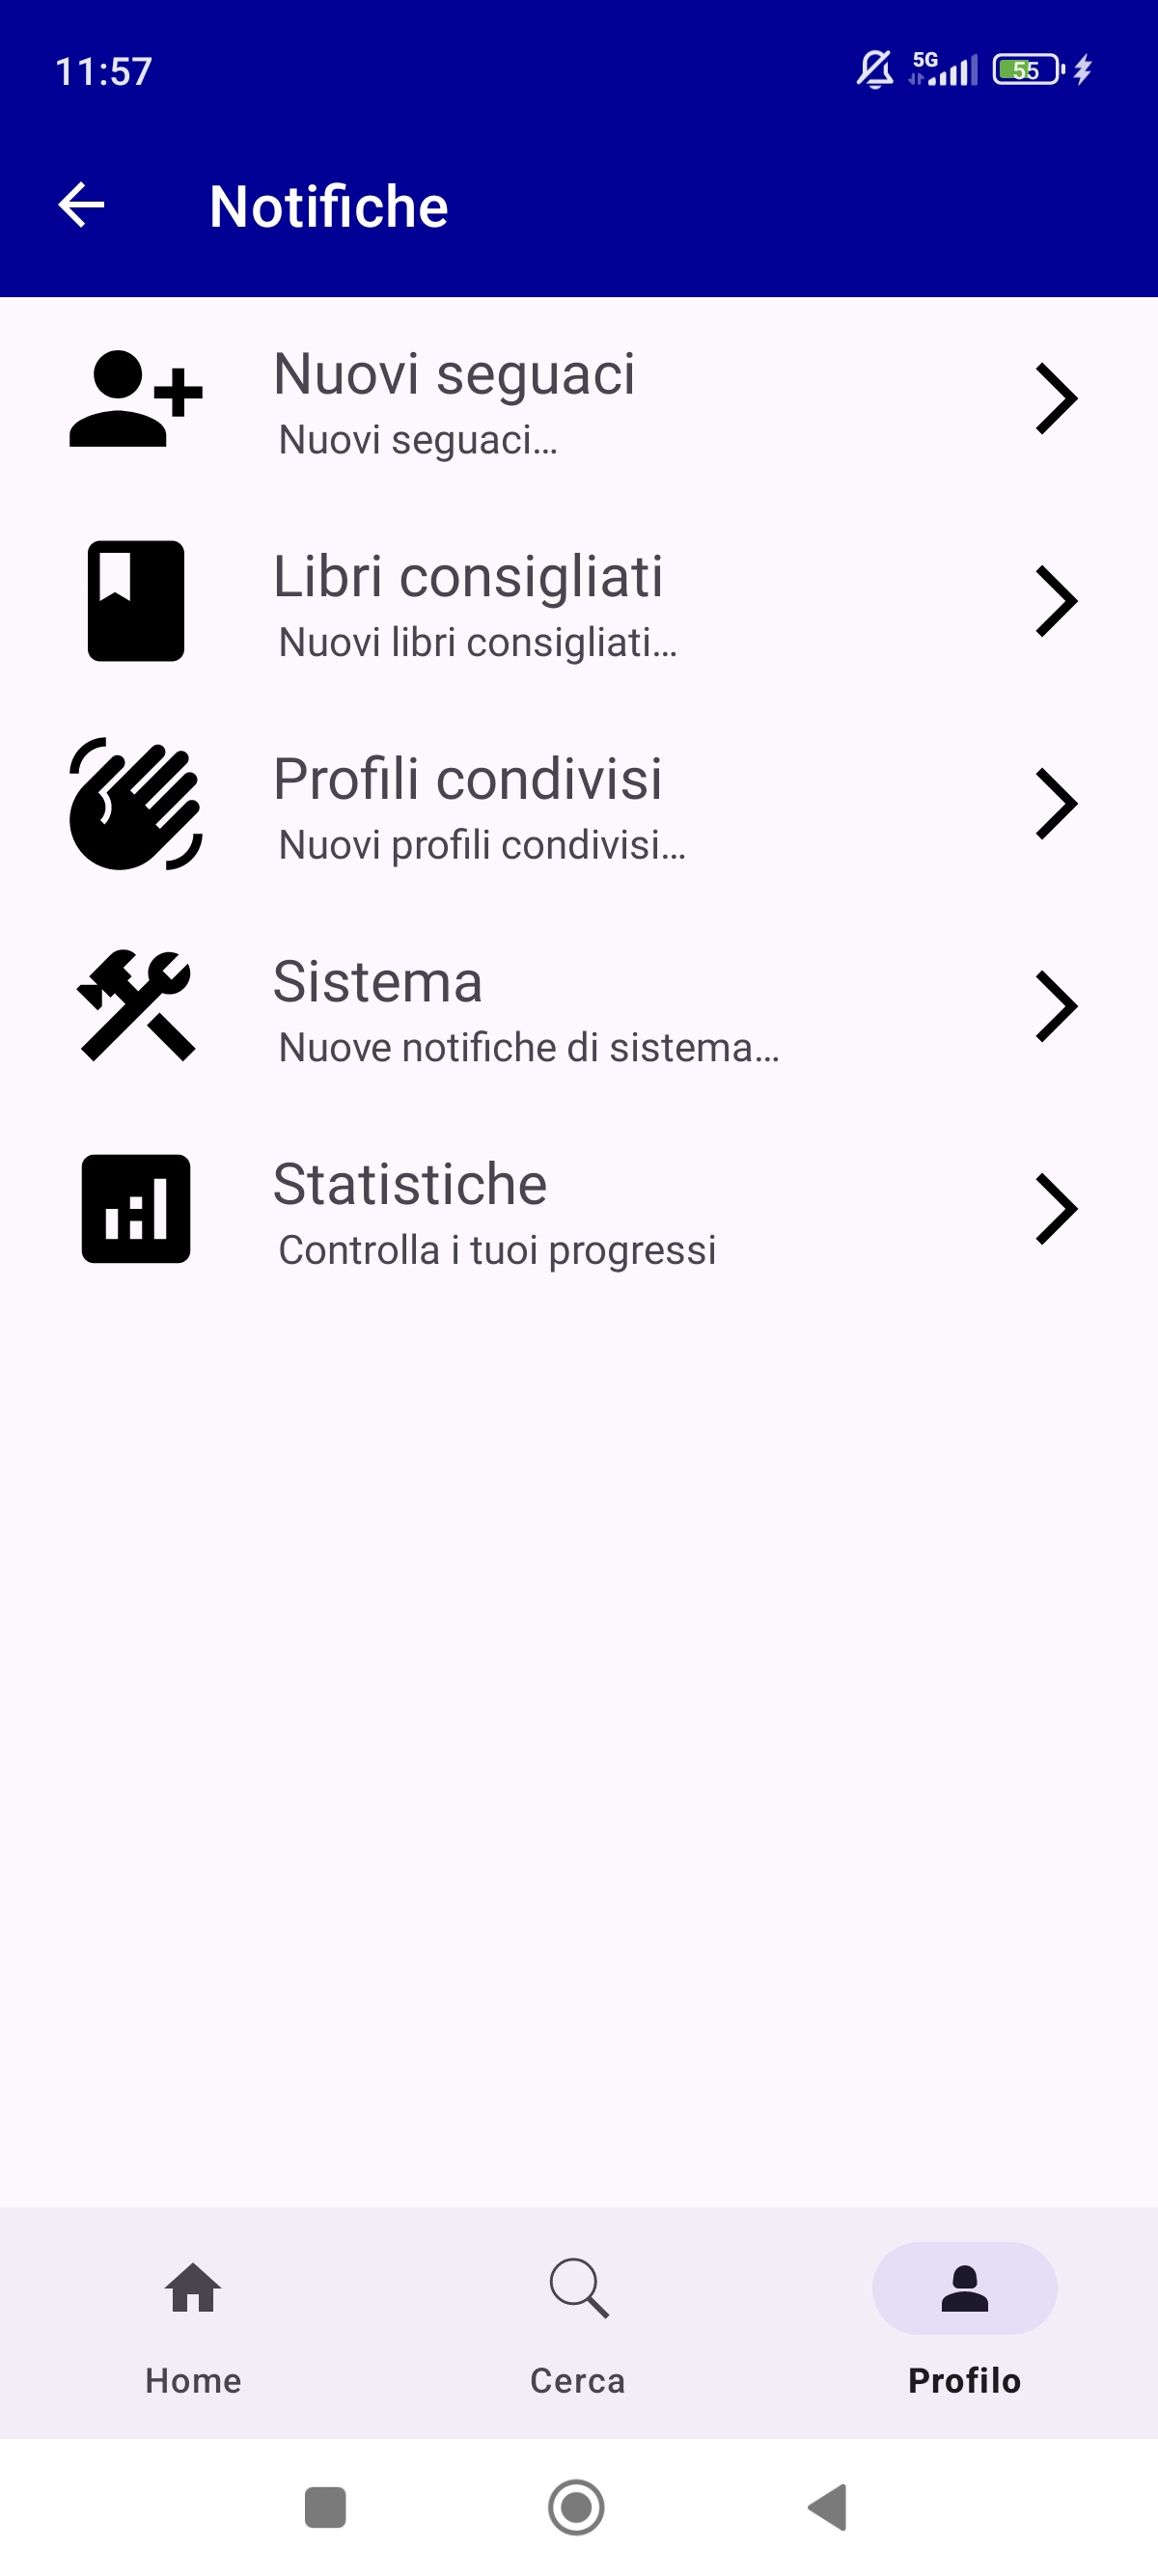 11:57
5G
55
Notifiche
Nuovi seguaci
Nuovi seguaci...
Libri consigliati
Nuovi libri consigliati...
Profili condivisi
Nuovi profili condivisi...
Sistema
Nuove notifiche di sistema...
Statistiche
Controlla i tuoi progressi
Home
Cerca
Profilo